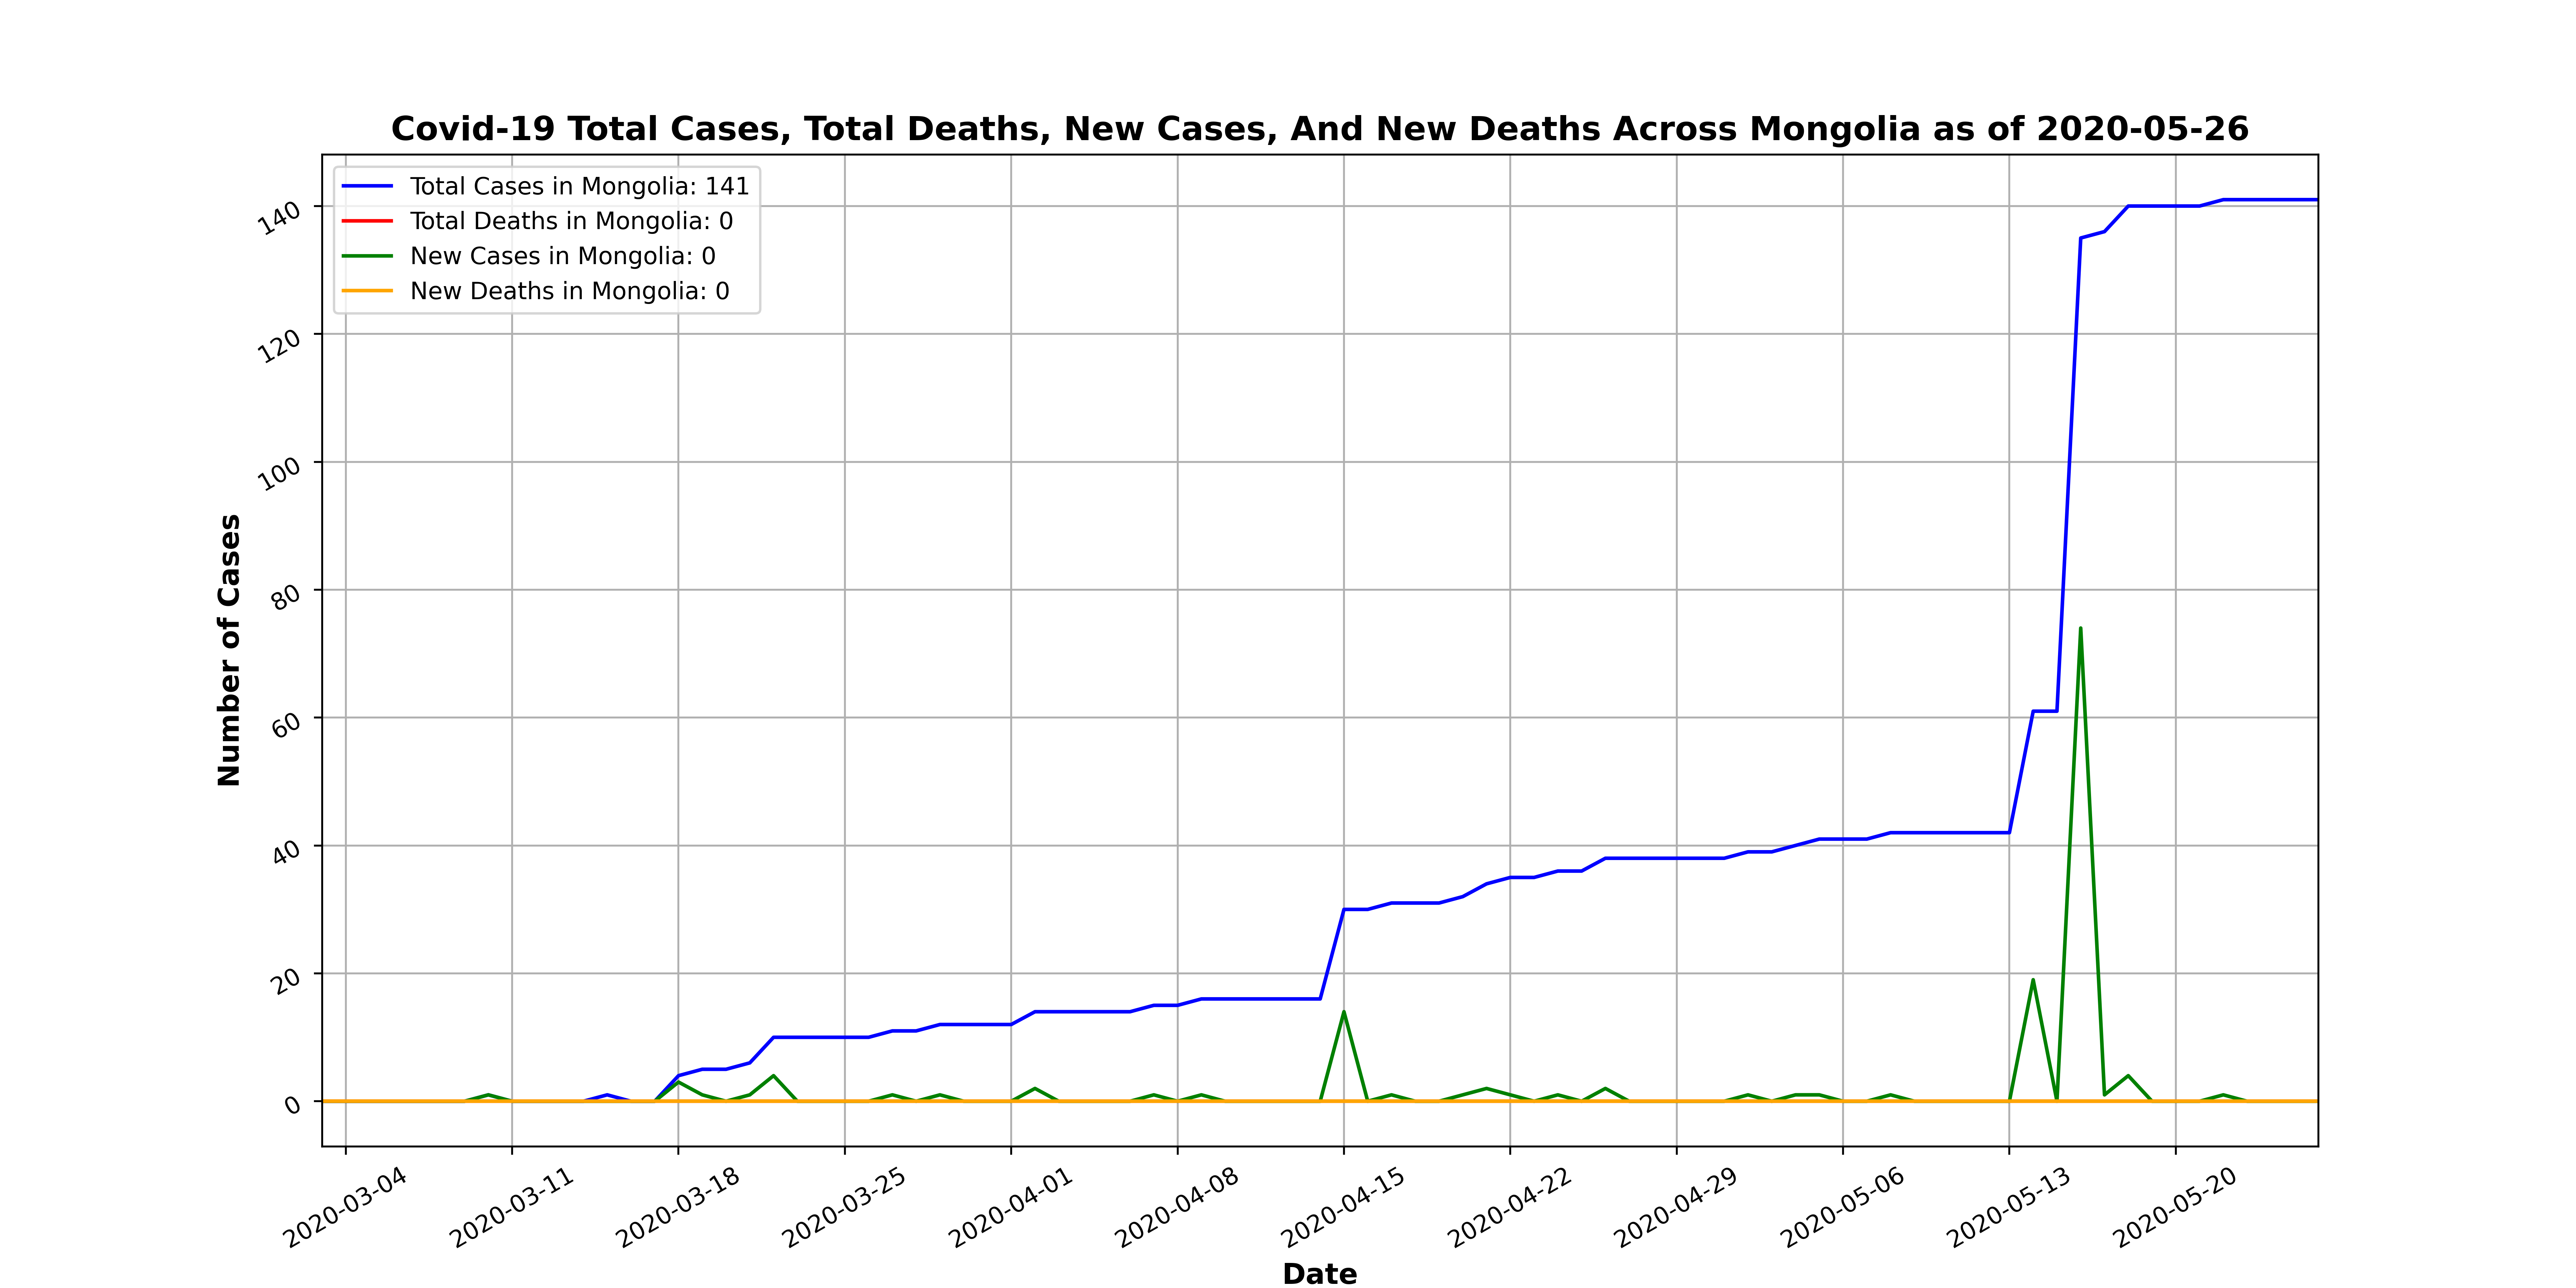 Covid-19 Total Cases, Total Deaths, New Cases, And New Deaths Across Mongolia as of 2020-05-26
Total Cases in Mongolia: 141
Total Deaths in Mongolia: 0
New Cases in Mongolia: 0
New Deaths in Mongolia: 0
Number of Cases
140
120
100
80
60
40
20
0
2020-03-04
2020-03-11
2020-03-18
2020-03-25
2020-04-01
2020-04-08
2020-04-15
2020-04-22
2020-04-29
2020-05-06
2020-05-13
2020-05-20
Date